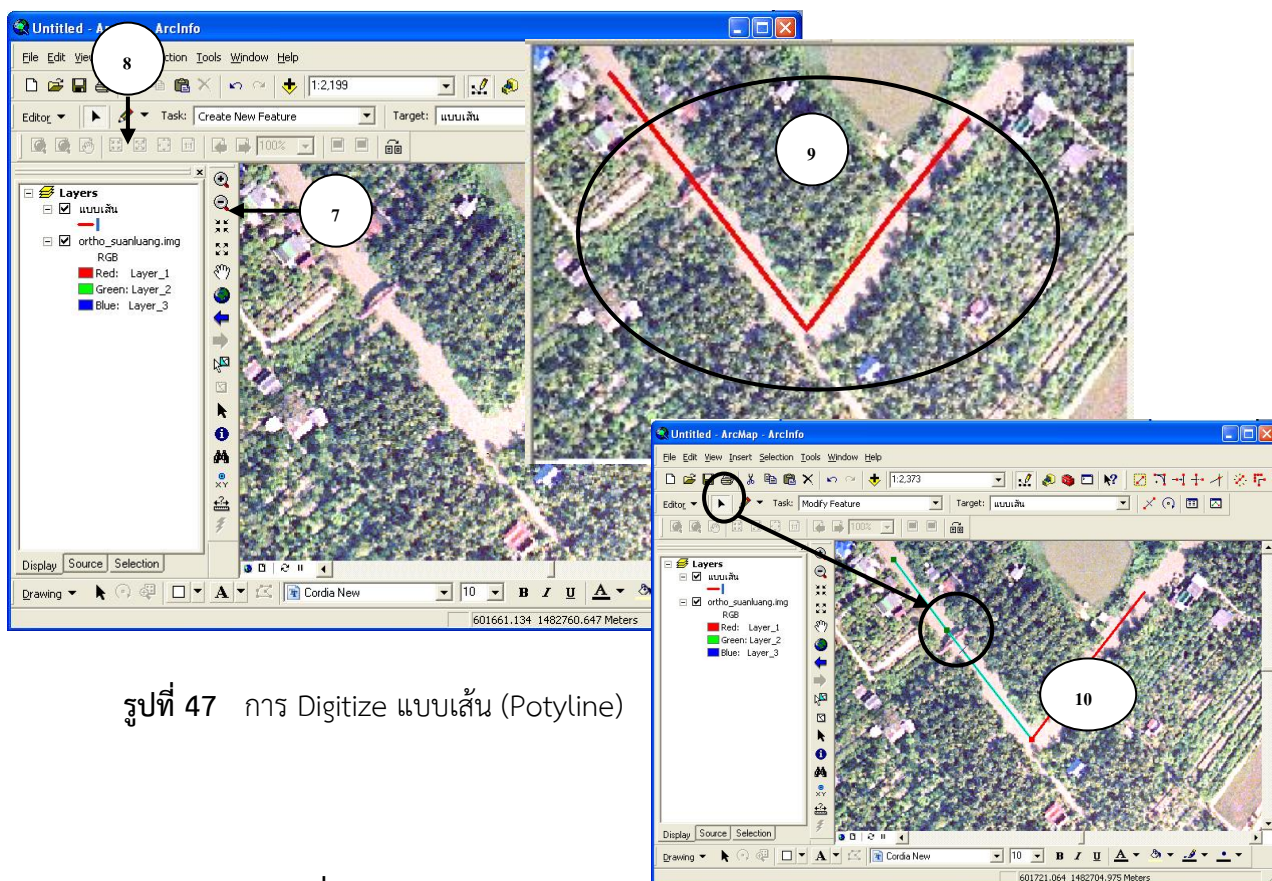 Untitled - Ar ArcInfo
File Edit Vie ction Tools Window Help
8
1:2,199
Editor Task: Create New Feature Target: แบบเส้น
100%
Layers
แบบเส้น
ortho_suanluang.img
RGB
Red: Layer_1
Green: Layer_2
Blue: Layer_3
7
9
Display Source Selection
Drawing A Cordia New 10 B I U A
601661.134 1482760.647 Meters
รูปที่ 47 การ Digitize แบบเส้น (Potyline)
Untitled - ArcMap - ArcInfo
File Edit View Insert Selection Tools Window Help
1:2,373
Editor Task: Modify Feature Target: แบบเส้น
100%
Layers
แบบเส้น
ortho_suanluang.img
RGB
Red: Layer_1
Green: Layer_2
Blue: Layer_3
10
Display Source Selection
Drawing A Cordia New 10 B I U A
601721.064 1482704.975 Meters